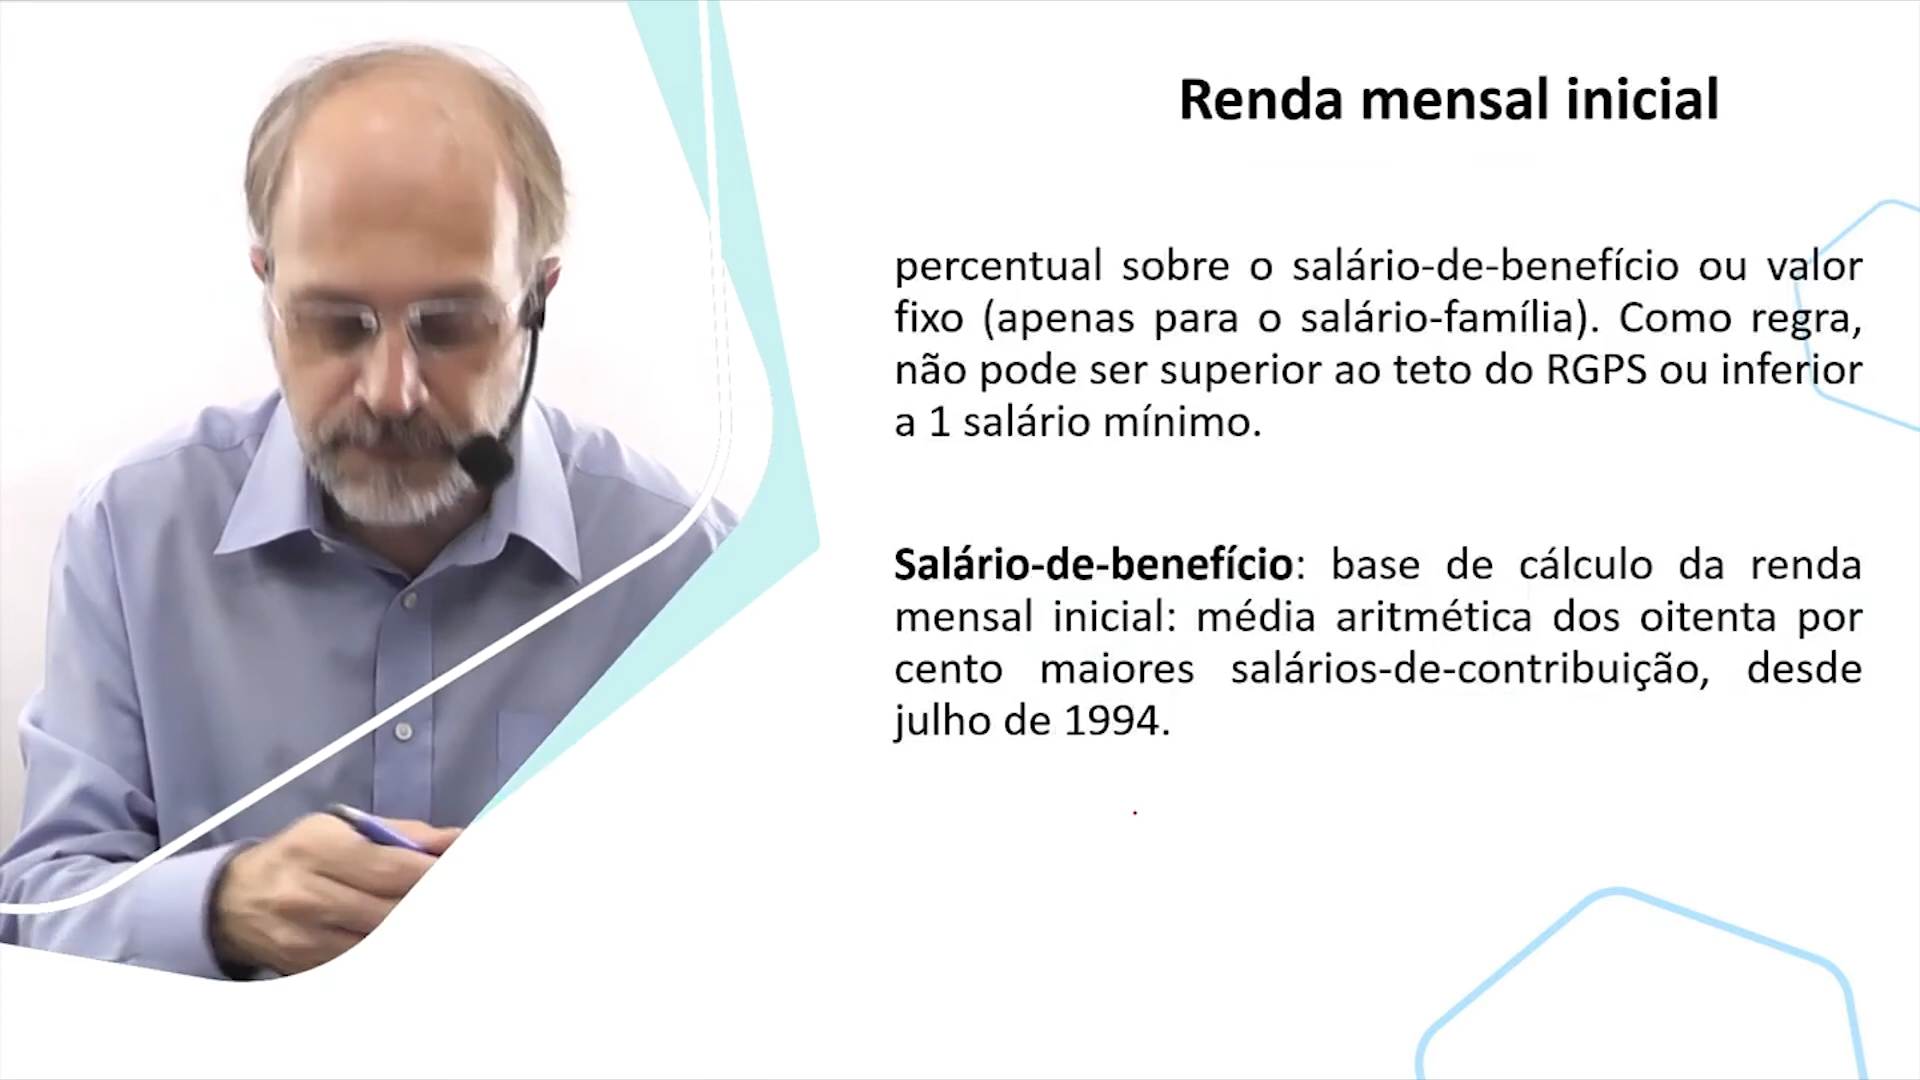 Renda mensal inicial
percentual sobre o salário-de-benefício ou valor
fixo (apenas para o salário-família). Como regra,
não pode ser superior ao teto do RGPS ou inferior
a 1 salário mínimo.
Salário-de-benefício: base de cálculo da renda
mensal inicial: média aritmética dos oitenta por
cento maiores salários-de-contribuição, desde
julho de 1994.